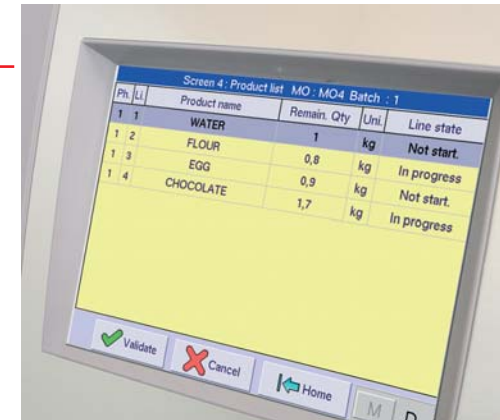 Screen 4 : Product list MO : MO4 Batch : 1
Ph. Li. Product name Remain. Qty Uni. Line state
1 1 WATER 1 kg Not start.
1 2 FLOUR 0,8 kg In progress
1 3 EGG 0,9 kg Not start.
1 4 CHOCOLATE 1,7 kg In progress
Validate Cancel Home M